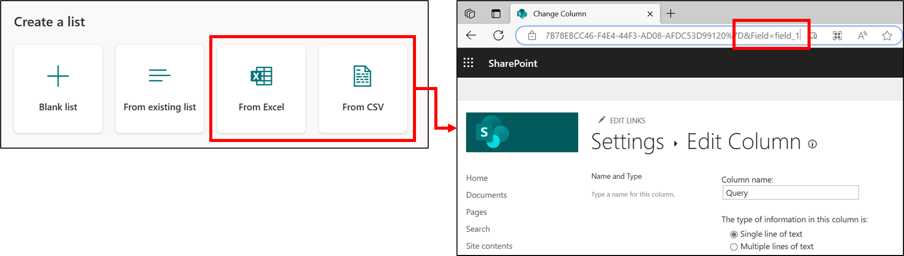 Create a list
Blank list
From existing list
From Excel
From CSV
Change Column
7B78EBCC46-F4E4-44F3-AD08-AFDC53D99120%7D&Field=field_1
SharePoint
EDIT LINKS
Settings › Edit Column
Home
Documents
Pages
Search
Site contents
Name and Type
Type a name for this column.
Column name:
Query
The type of information in this column is:
Single line of text
Multiple lines of text